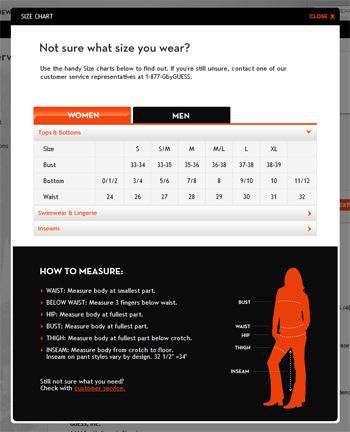 SIZE CHART
CLOSE X
Not sure what size you wear?
Use the handy Size charts below to find out. If you're still unsure, contact one of our
customer service representatives at 1-877-GbyGUESS.
WOMEN MEN
Tops & Bottoms
Size S S/M M M/L L XL
Bust 33-34 33-35 35-36 36-38 37-38 38-39
Bottom 0/1/2 3/4 5/6 7/8 8 9/10 10 11/12
Waist 24 26 27 28 29 30 31 32
Swimwear & Lingerie
Inseams
HOW TO MEASURE:
WAIST: Measure body at smallest part.
BELOW WAIST: Measure 3 fingers below waist.
HIP: Measure body at fullest part.
BUST: Measure body at fullest part.
THIGH: Measure body at fullest part below crotch.
INSEAM: Measure body from crotch to floor.
Inseam on pant styles vary by design. 32 1/2" =34"
BUST
WAIST
HIP
THIGH
INSEAM
Still not sure what you need?
Check with customer service.